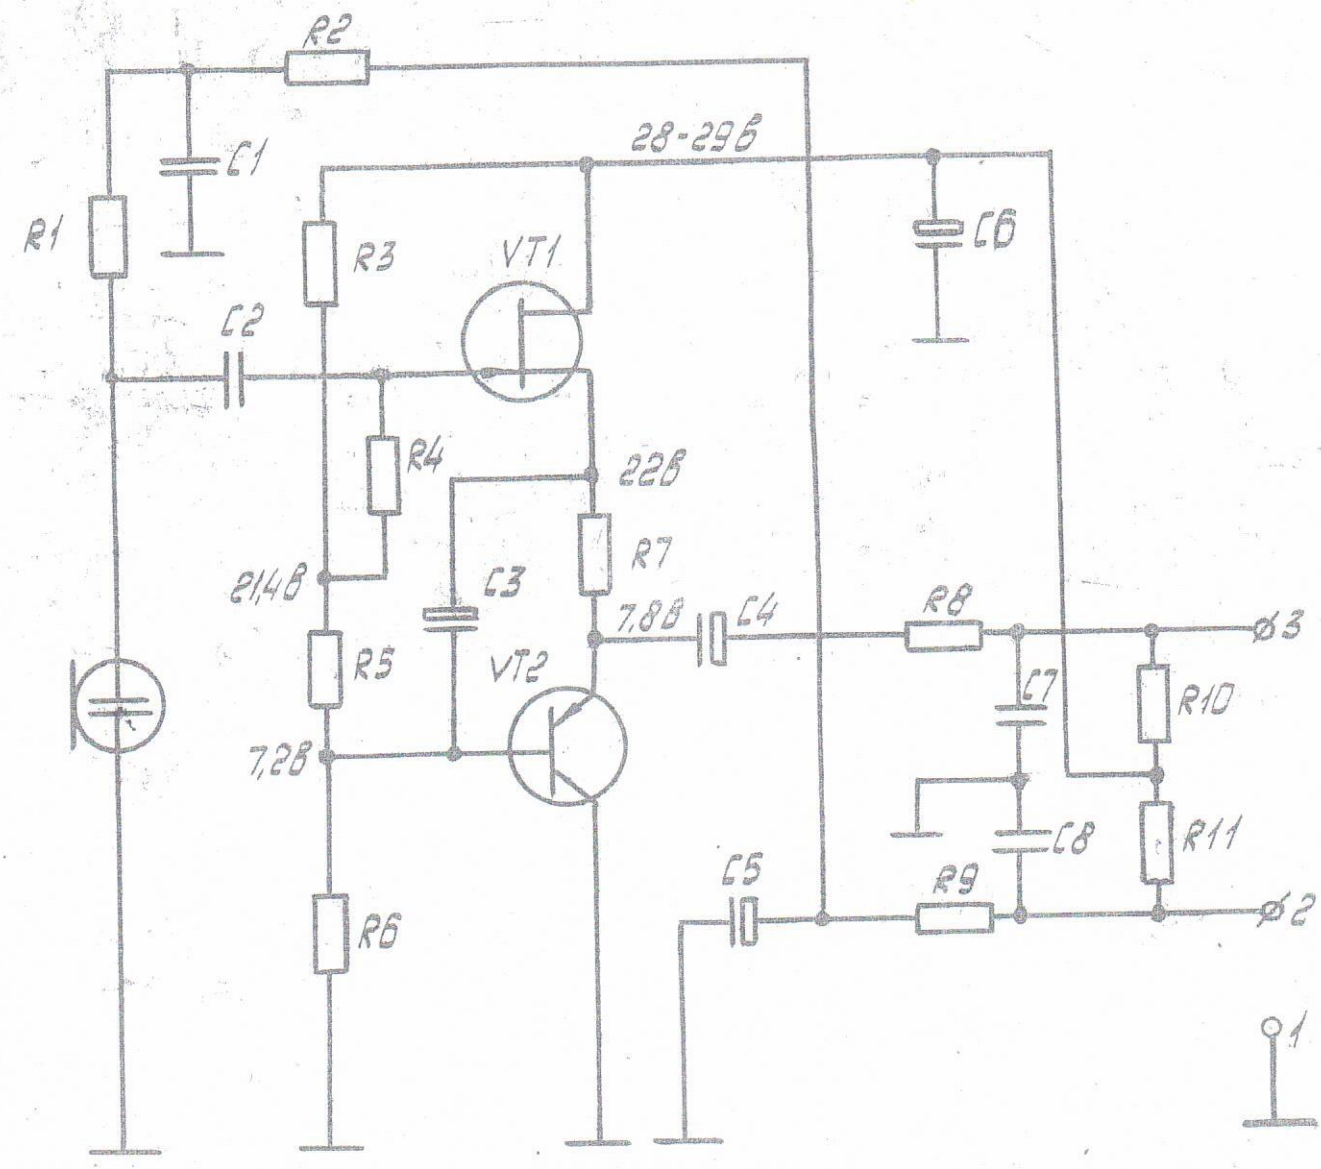 R2
28-29В
C1
R1
R3
VT1
C6
C2
R4
22В
R7
21,4В
C3
7,8В
C4
R8
3
R5
VT2
C7
R10
7,2В
C8
R11
C5
R9
R6
2
1